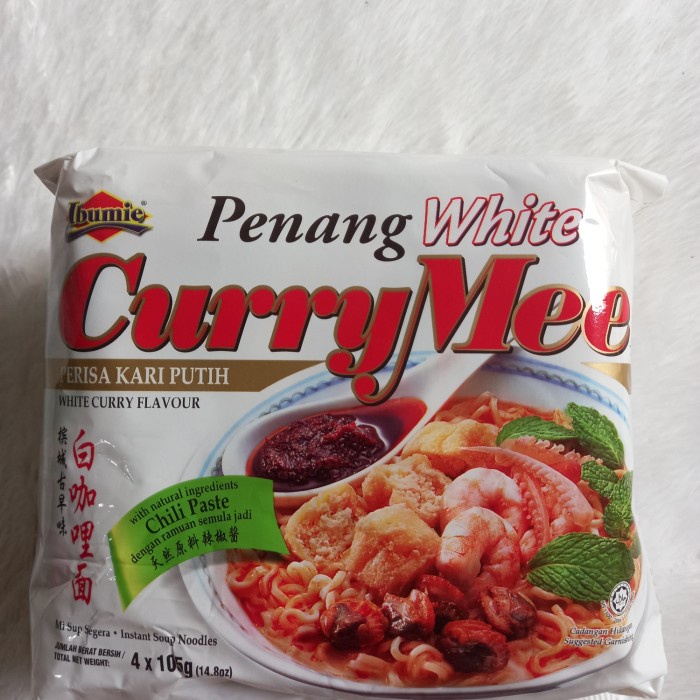 Ibumie®
Penang White
Curry Mee
PERISA KARI PUTIH
WHITE CURRY FLAVOUR
槟城古早味
白咖哩面
with natural ingredients
Chili Paste
dengan ramuan semula jadi
天然原料辣椒酱
Mi Sup Segera • Instant Soup Noodles
JUMLAH BERAT BERSIH /
TOTAL NET WEIGHT:
4 x 105g (14.8oz)
Cadangan Hidangan
Suggested Garnishing